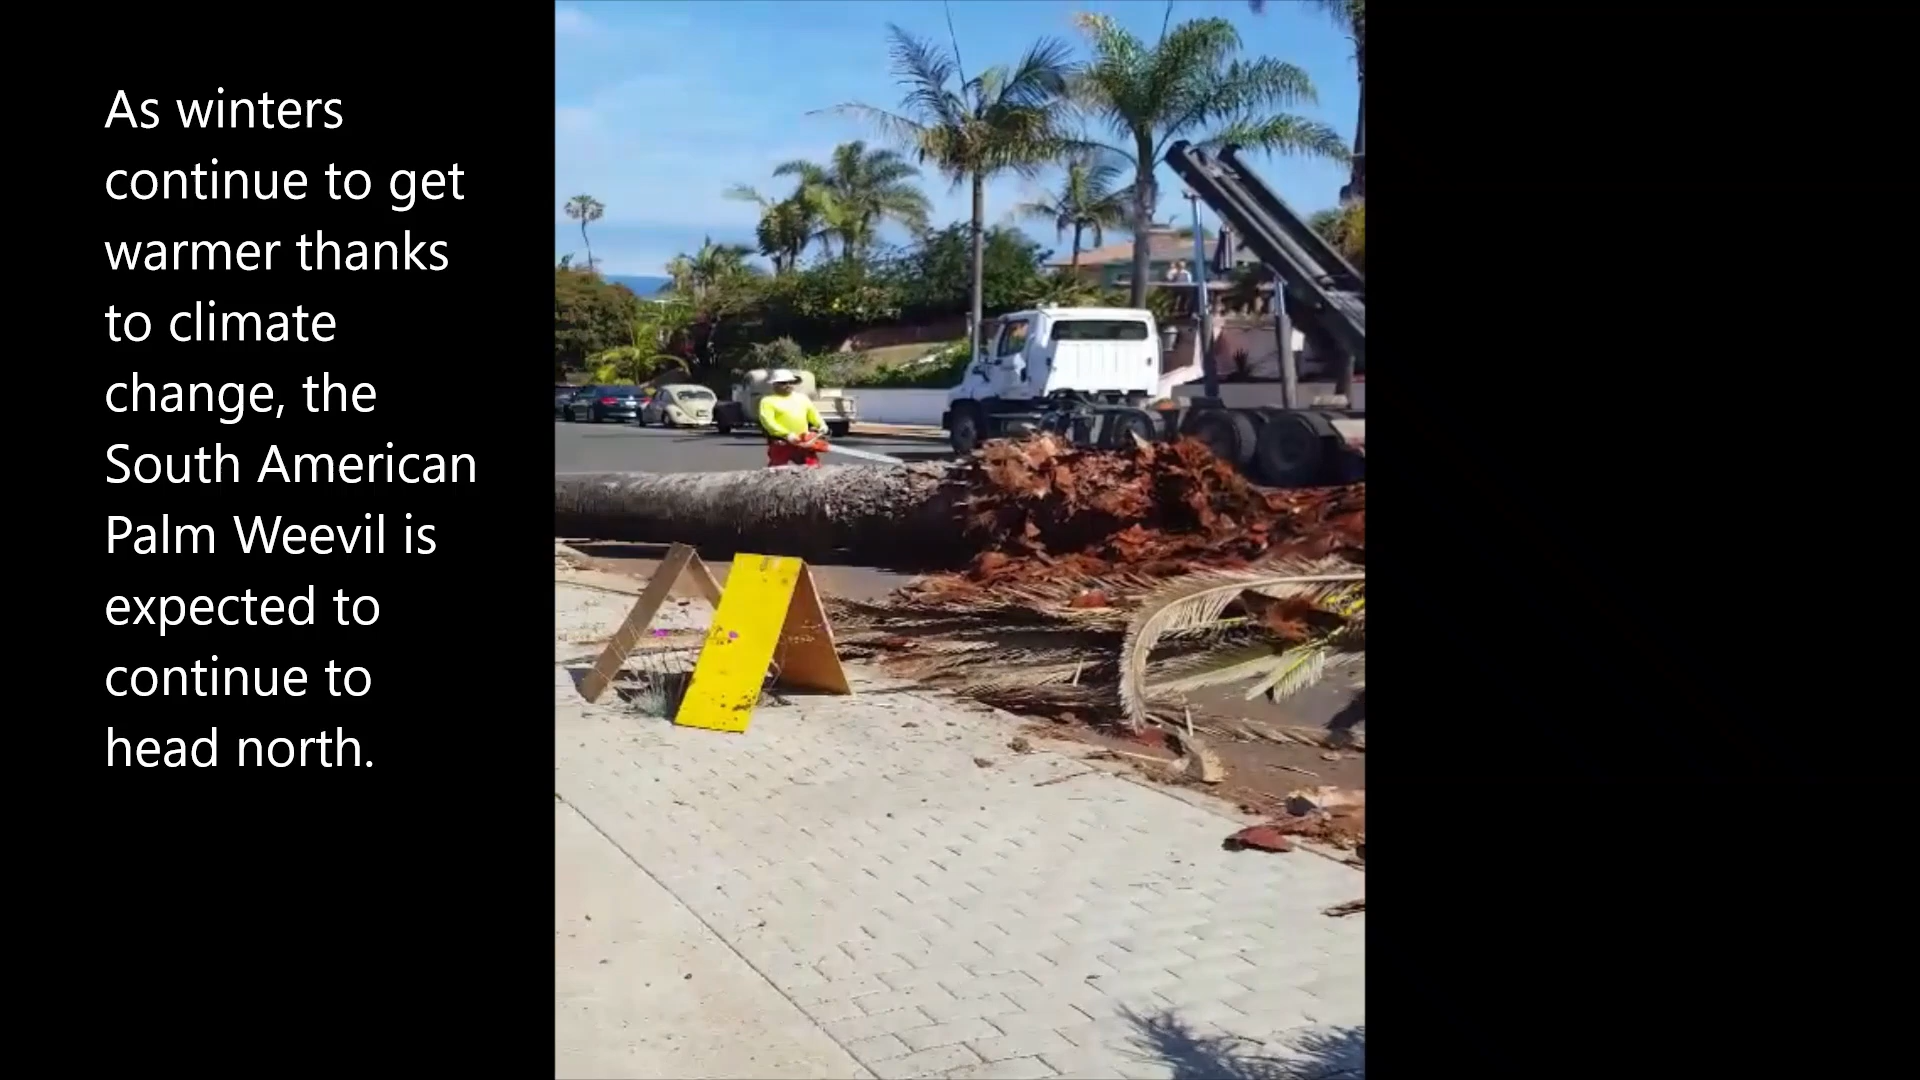 As winters
continue to get
warmer thanks
to climate
change, the
South American
Palm Weevil is
expected to
continue to
head north.